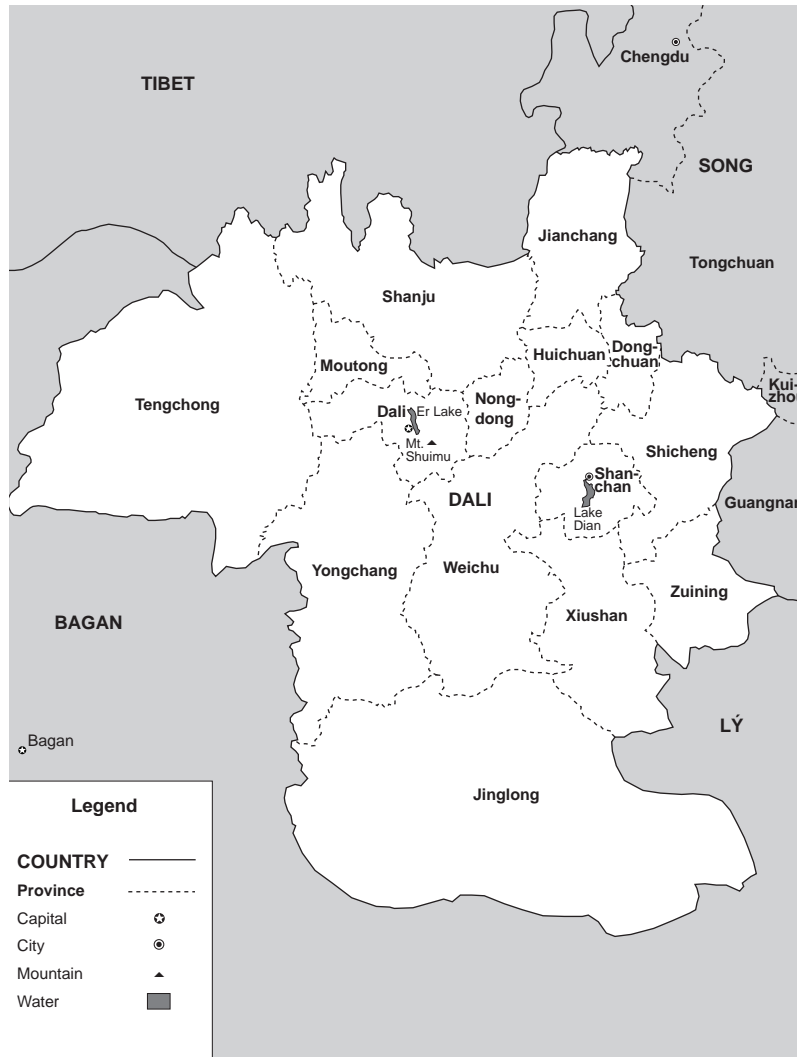 Chengdu
TIBET
SONG
Jianchang
Tongchuan
Shanju
Huichuan
Dong-
chuan
Moutong
Kui-
zhou
Tengchong
Nong-
dong
Dali
Er Lake
Mt.
Shuimu
Shicheng
Shan-
chan
DALI
Guangnan
Lake
Dian
Yongchang
Weichu
Zuining
Xiushan
BAGAN
LÝ
Bagan
Jinglong
Legend
COUNTRY
Province
Capital
City
Mountain
Water